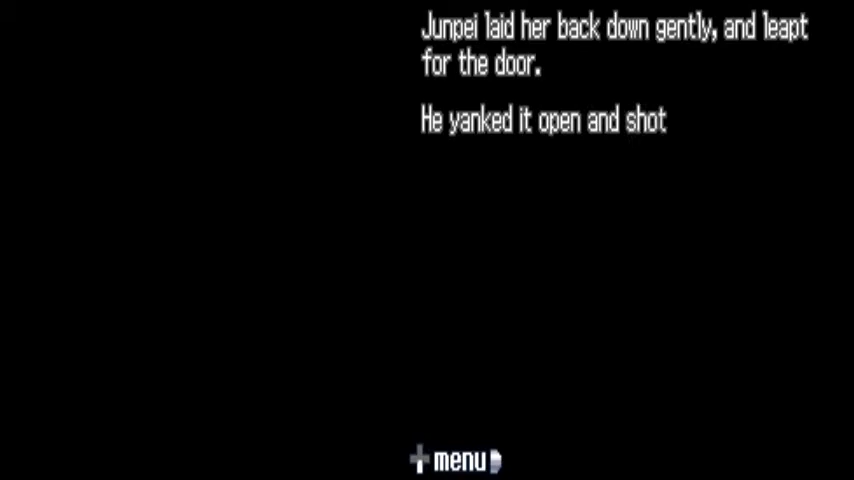 Junpei laid her back down gently, and leapt
for the door.
He yanked it open and shot
menu